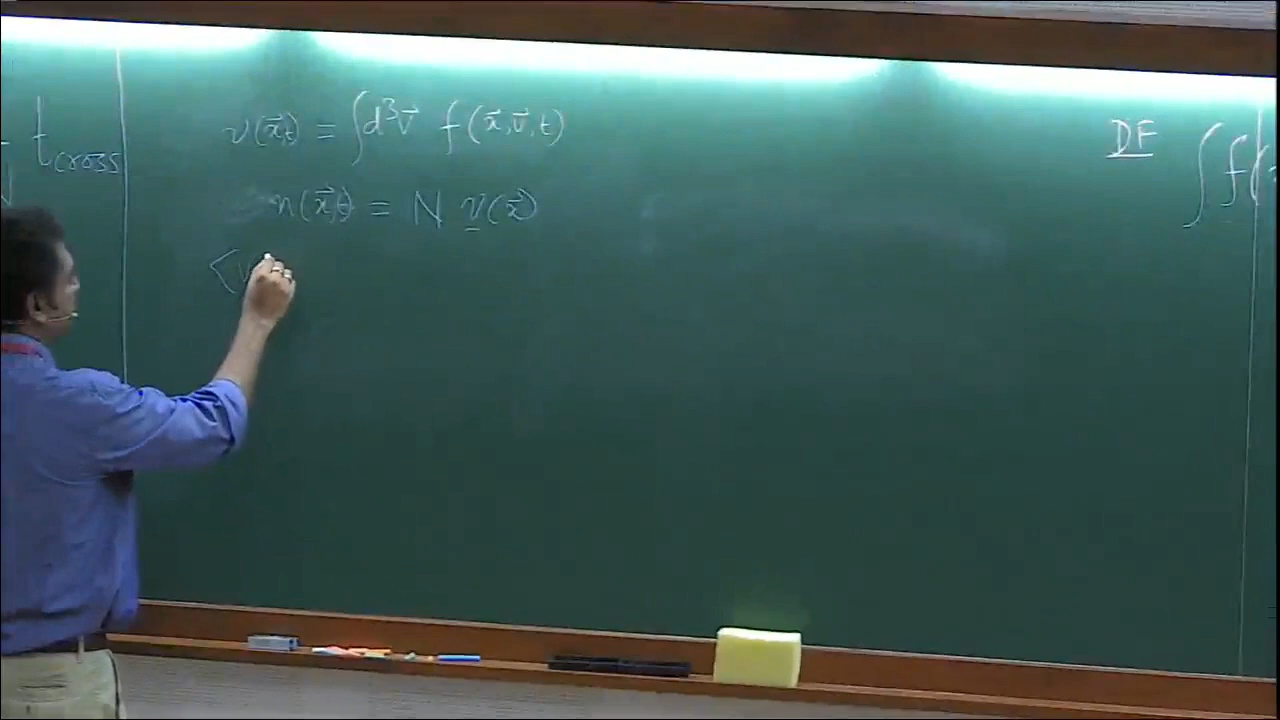 t_cross
ν(x⃗,t) = ∫d³v⃗ f(x⃗,v⃗,t)
n(x⃗,t) = N ν(x⃗)
⟨v
DF
∫ f(